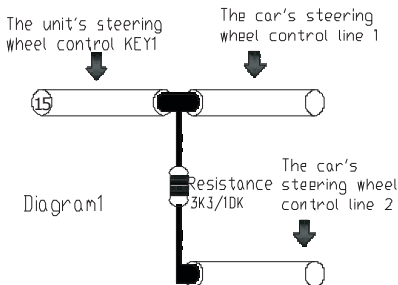 The unit's steering
wheel control KEY1
The car's steering
wheel control line 1
15
Resistance
3K3/1DK
The car's
steering wheel
control line 2
Diagram1